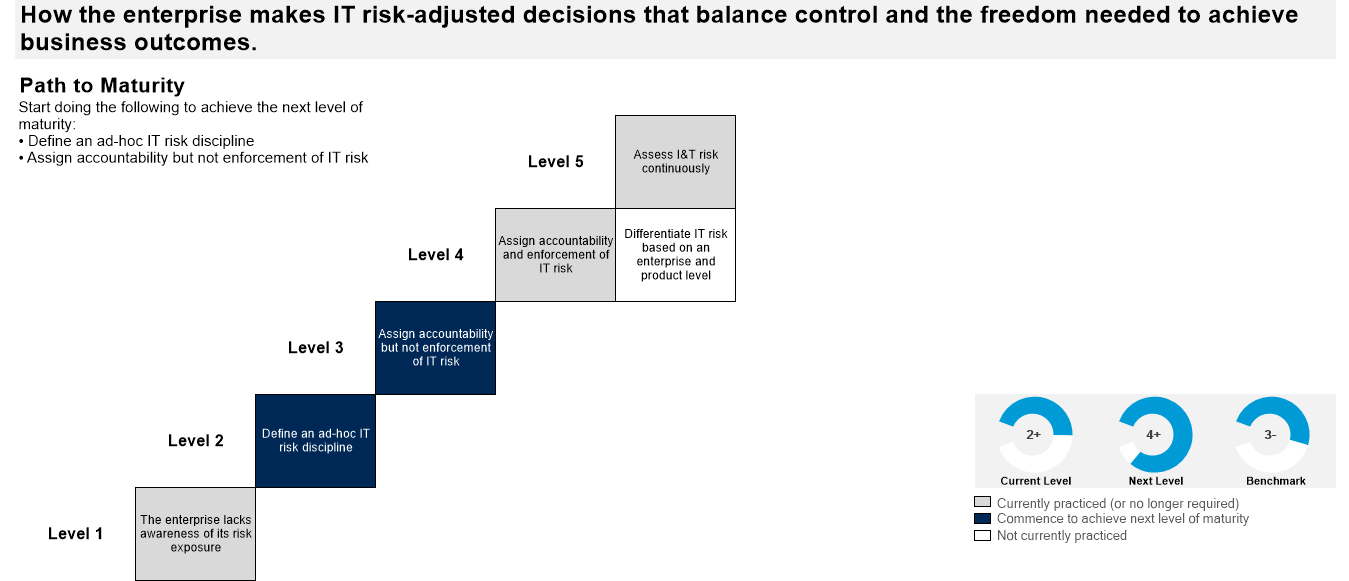 How the enterprise makes IT risk-adjusted decisions that balance control and the freedom needed to achieve
business outcomes.
Path to Maturity
Start doing the following to achieve the next level of
maturity:
• Define an ad-hoc IT risk discipline
• Assign accountability but not enforcement of IT risk
Level 5
Assess I&T risk
continuously
Level 4
Assign accountability
and enforcement of
IT risk
Differentiate IT risk
based on an
enterprise and
product level
Level 3
Assign accountability
but not enforcement
of IT risk
Level 2
Define an ad-hoc IT
risk discipline
Level 1
The enterprise lacks
awareness of its risk
exposure
2+
Current Level
4+
Next Level
3-
Benchmark
Currently practiced (or no longer required)
Commence to achieve next level of maturity
Not currently practiced